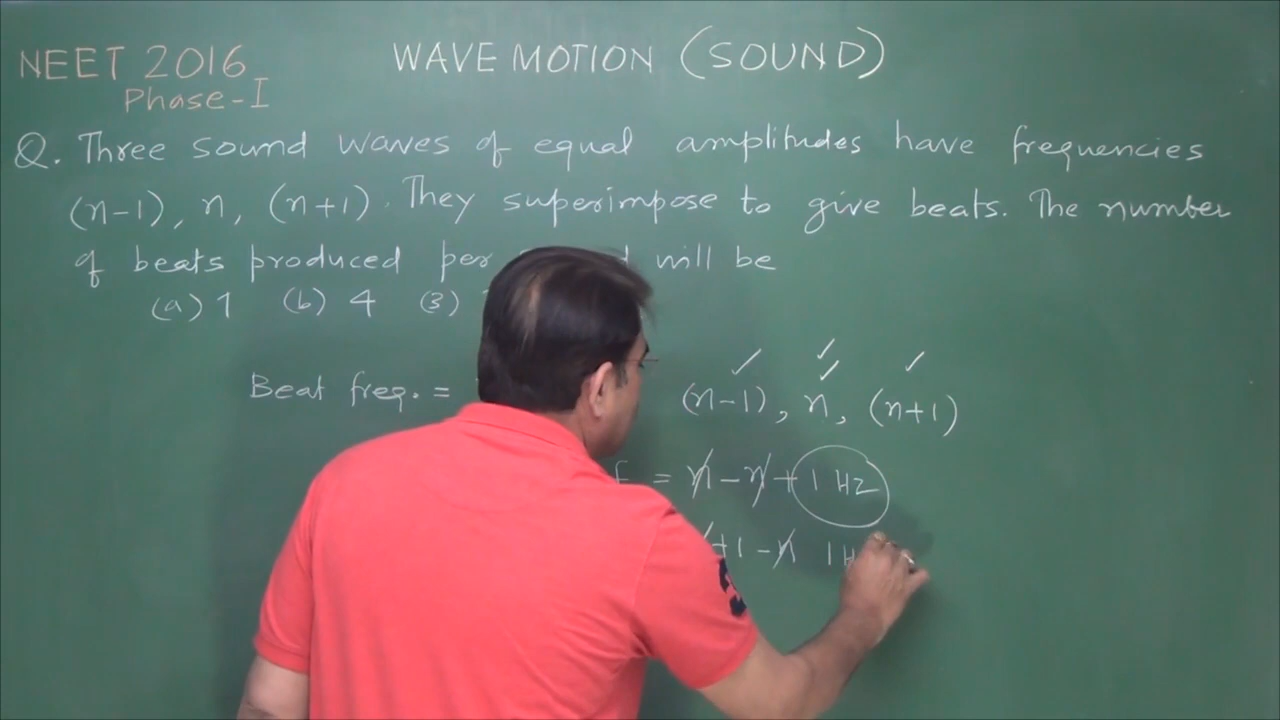 NEET 2016
Phase-I
WAVE MOTION (SOUND)
Q. Three sound waves of equal amplitudes have frequencies
(n-1), n, (n+1). They superimpose to give beats. The number
of beats produced per will be
(a) 1 (b) 4 (3)
Beat freq. =
(n-1), n, (n+1)
= n - n + 1 Hz
+1 - n 1 H